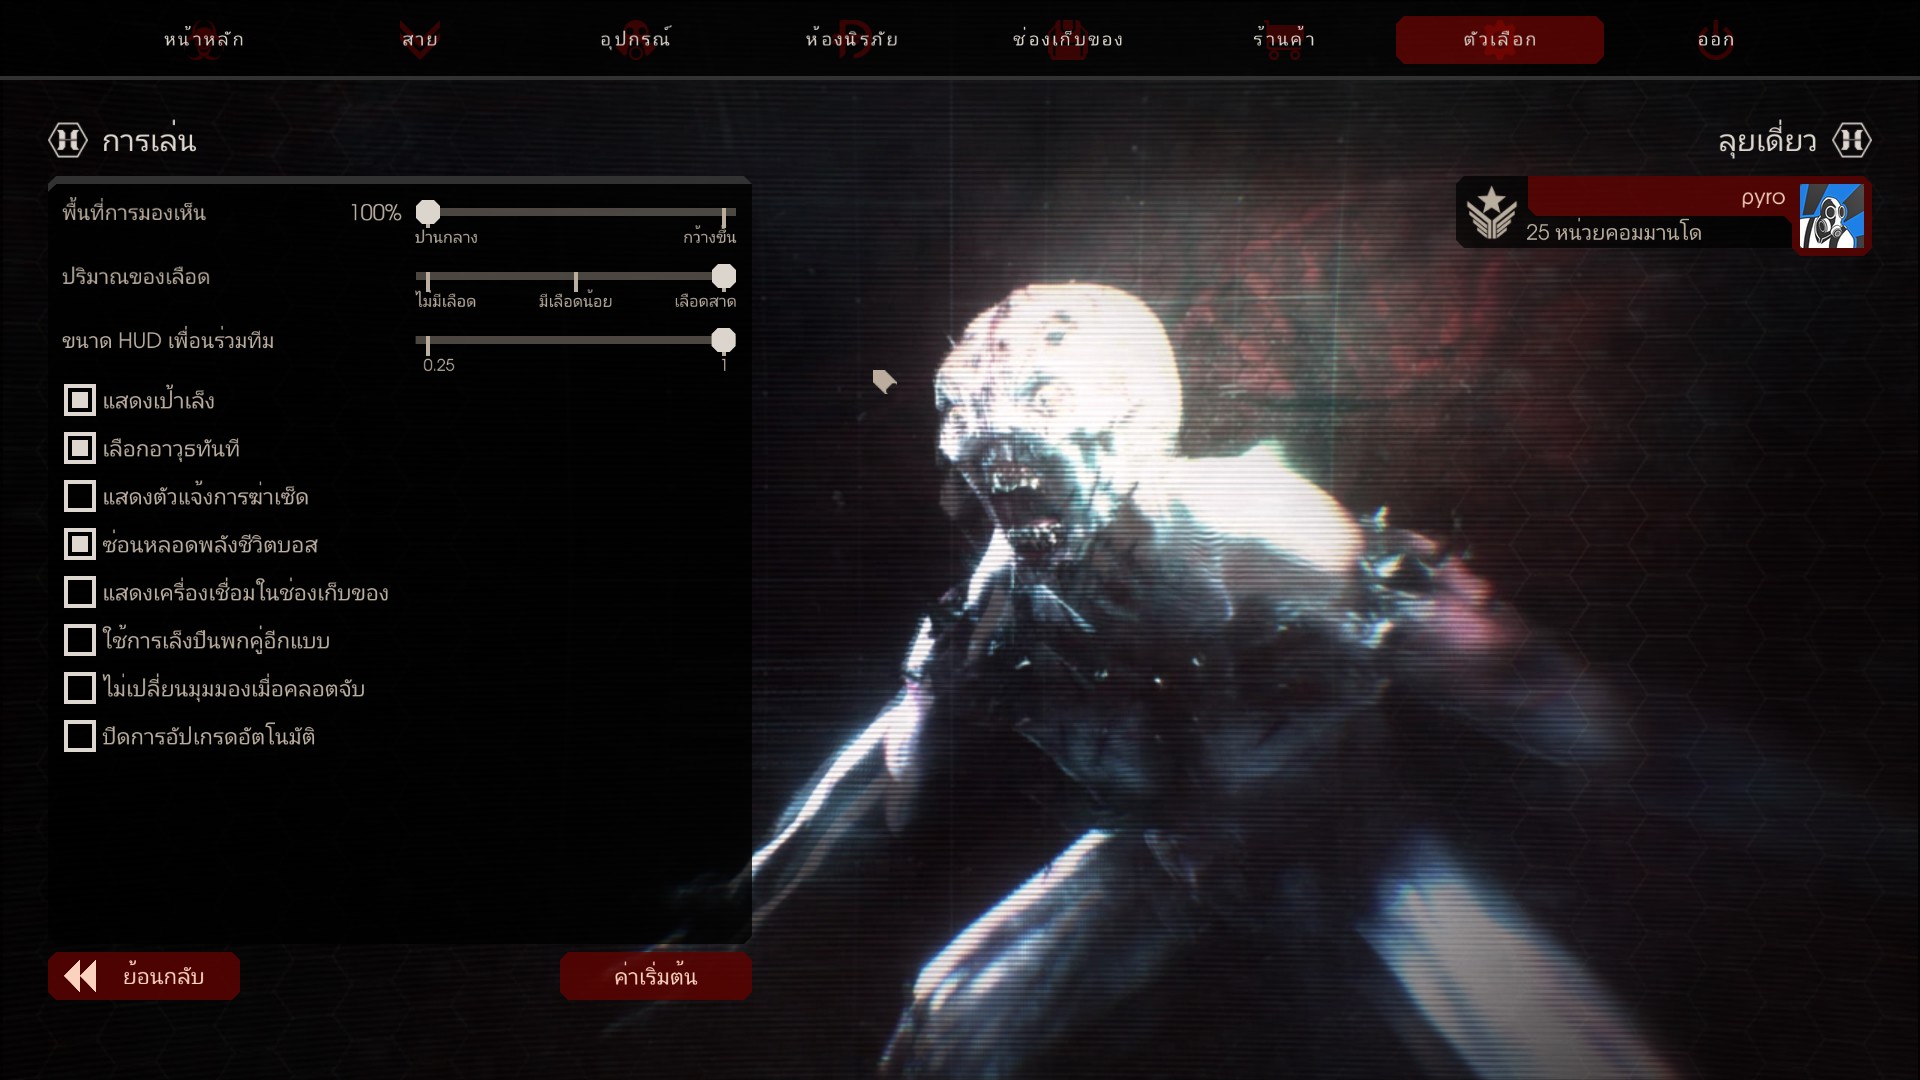 หน้าหลัก
สาย
อุปกรณ์
ห้องนิรภัย
ช่องเก็บของ
ร้านค้า
ตัวเลือก
ออก
การเล่น
ลุยเดี่ยว
pyro
25 หน่วยคอมมานโด
พื้นที่การมองเห็น 100%
ปานกลาง กว้างขึ้น
ปริมาณของเลือด
ไม่มีเลือด มีเลือดน้อย เลือดสาด
ขนาด HUD เพื่อนร่วมทีม
0.25 1
แสดงเป้าเล็ง
เลือกอาวุธทันที
แสดงตัวแจ้งการฆ่าเซ็ด
ซ่อนหลอดพลังชีวิตบอส
แสดงเครื่องเชื่อมในช่องเก็บของ
ใช้การเล็งปืนพกคู่อีกแบบ
ไม่เปลี่ยนมุมมองเมื่อคลอตจับ
ปิดการอัปเกรดอัตโนมัติ
ย้อนกลับ
ค่าเริ่มต้น